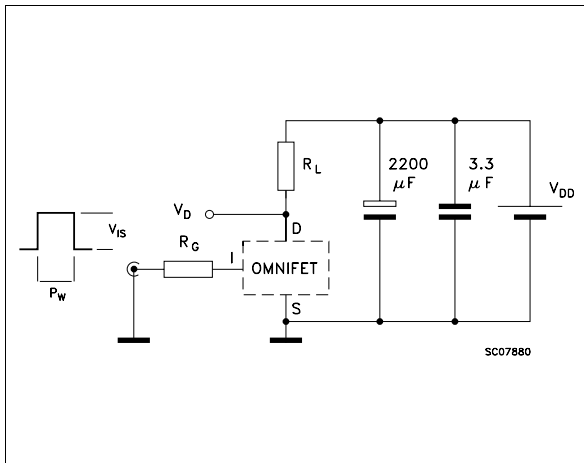 R_L
2200
μF
3.3
μF
V_DD
V_D
D
V_IS
R_G
I
OMNIFET
P_W
S
SC07880